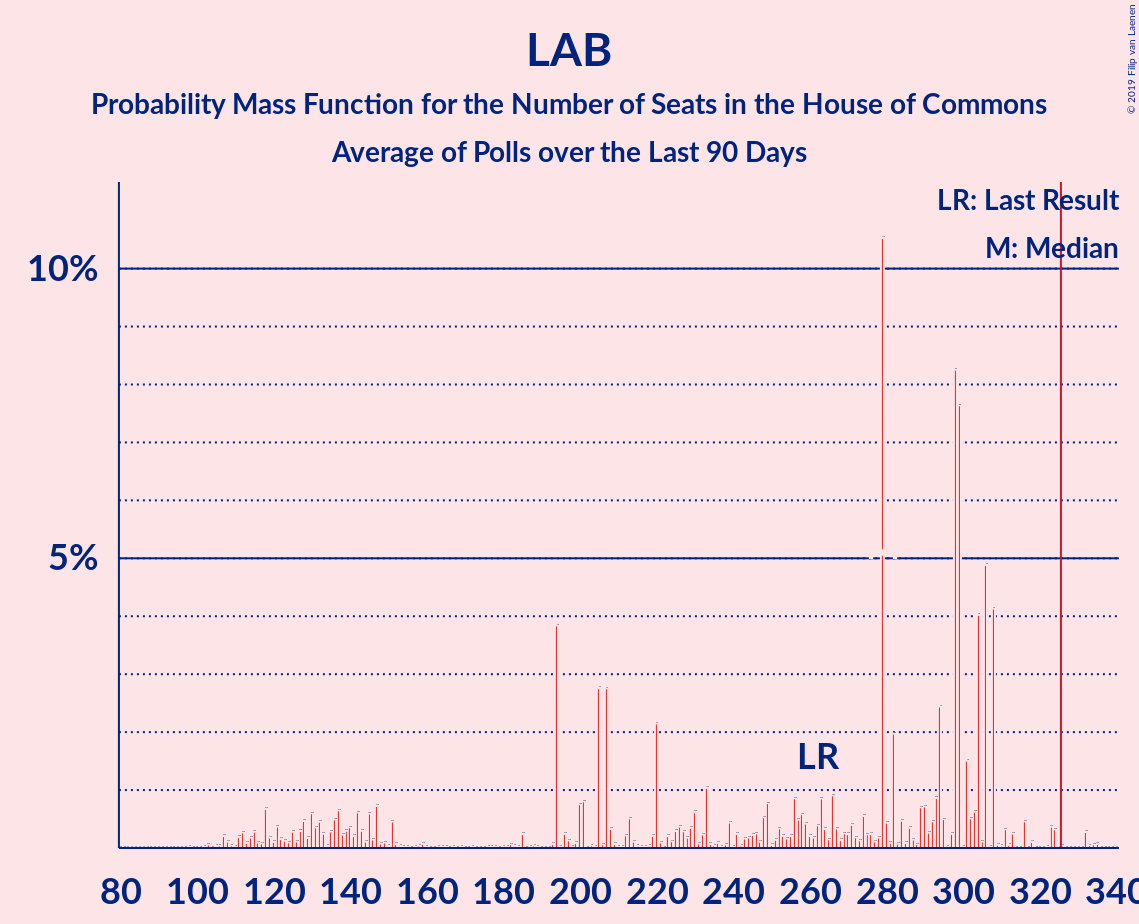 LAB
Probability Mass Function for the Number of Seats in the House of Commons
Average of Polls over the Last 90 Days
© 2019 Filip van Laenen
LR: Last Result
M: Median
10%
5%
LR
80 100 120 140 160 180 200 220 240 260 280 300 320 340